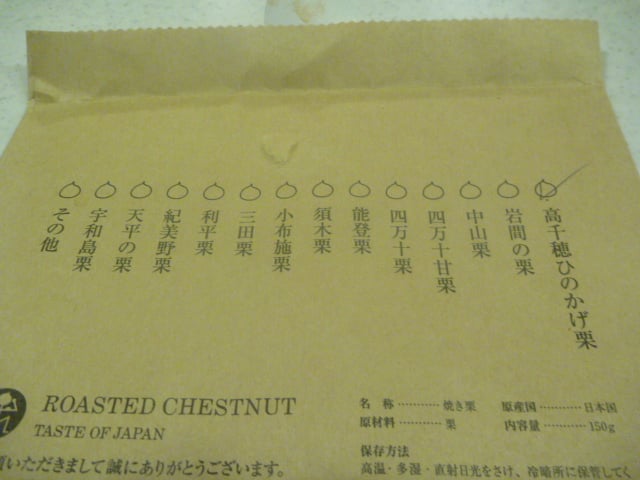 高千穂ひのかげ栗
岩間の栗
中山栗
四万十甘栗
四万十栗
能登栗
須木栗
小布施栗
三田栗
利平栗
紀美野栗
天平の栗
宇和島栗
その他
ROASTED CHESTNUT
TASTE OF JAPAN
いただきまして誠にありがとうございます。
名 称…………焼き栗
原材料…………栗
原産国…………日本国
内容量…………150g
保存方法
高温・多湿・直射日光をさけ、冷暗所に保管してく